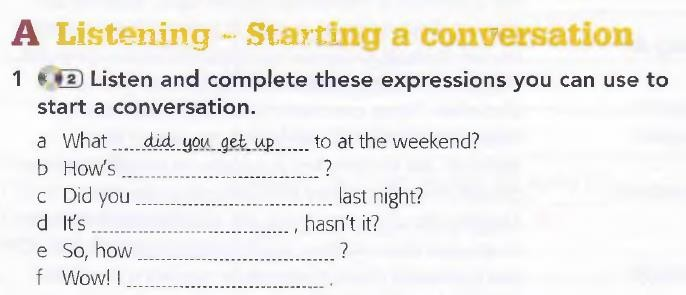 A Listening - Starting a conversation
1 2 Listen and complete these expressions you can use to
start a conversation.
a What did you get up to at the weekend?
b How's ?
c Did you last night?
d It's , hasn't it?
e So, how ?
f Wow! I .